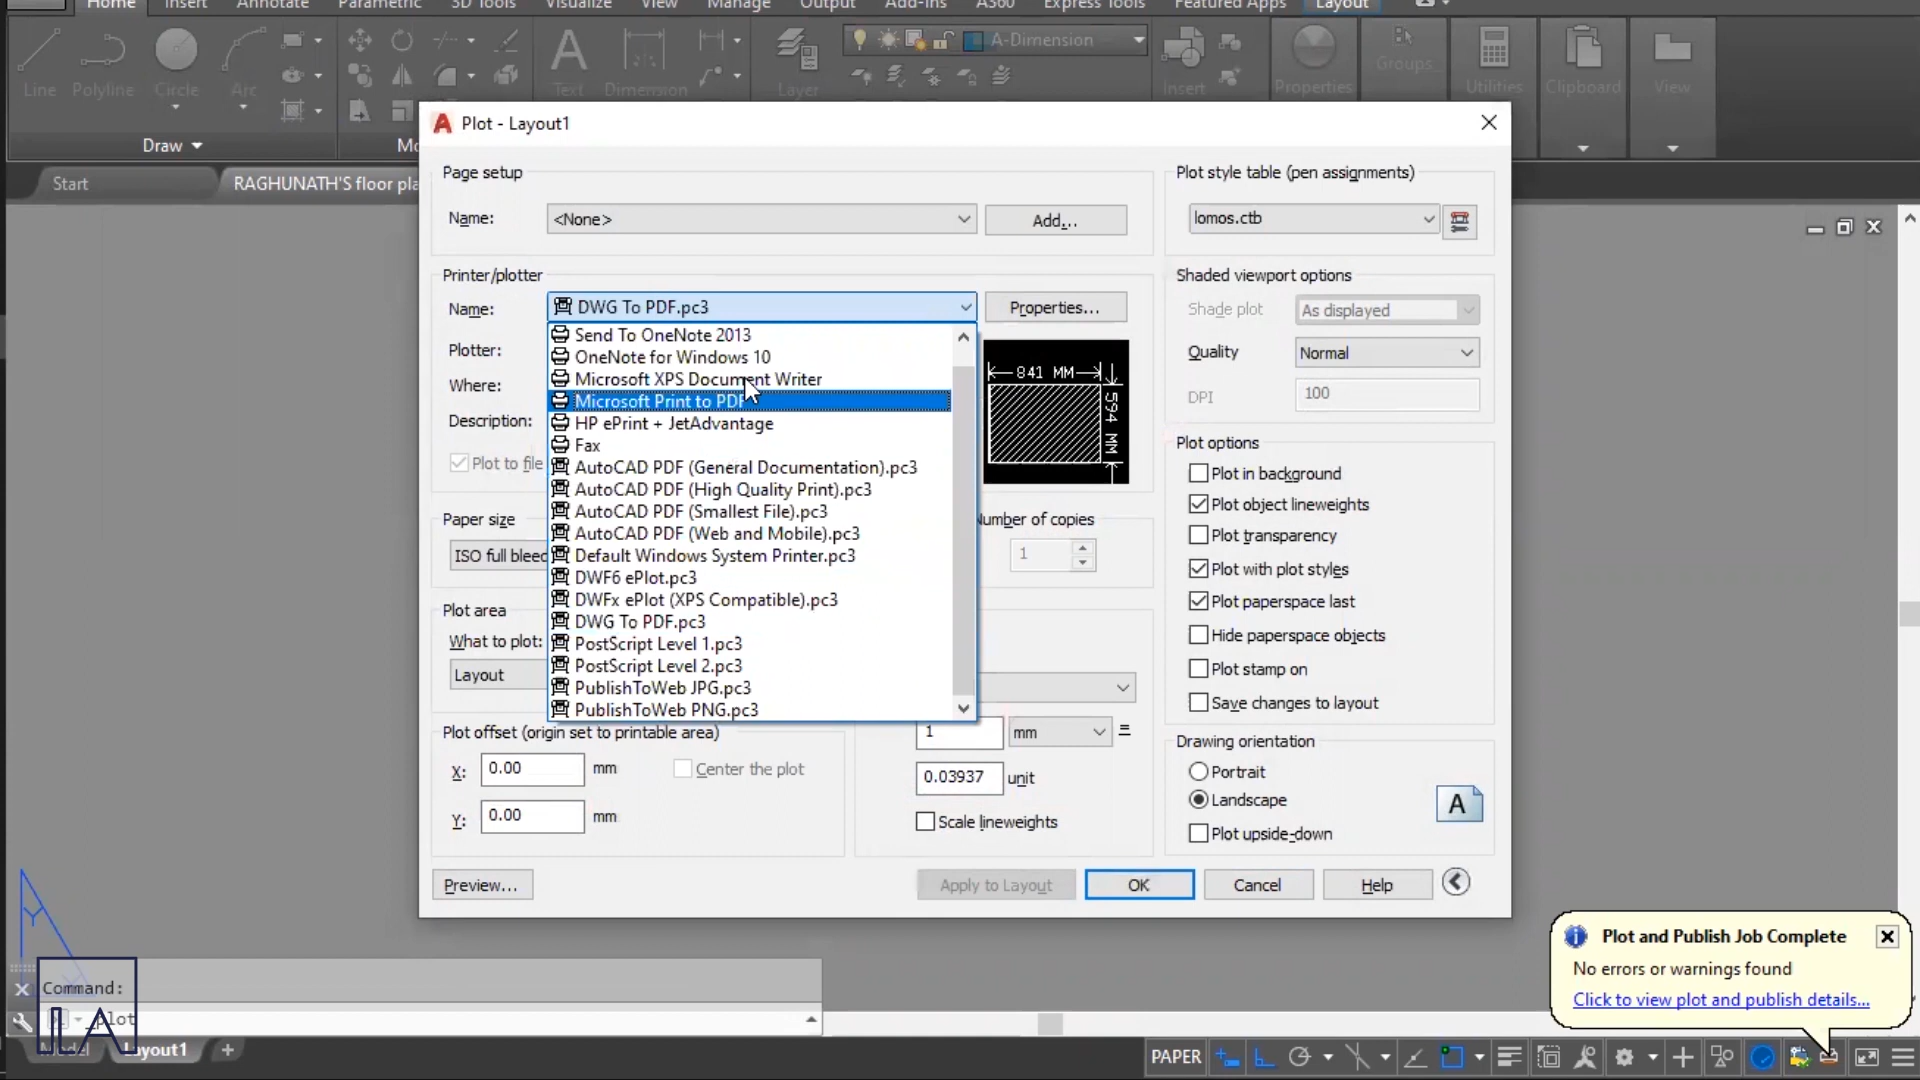 Home Insert Annotate Parametric 3D Tools Visualize View Manage Output Add-ins A360 Express Tools Featured Apps Layout
A-Dimension
Line Polyline Circle Arc Text Dimension Layer Insert Properties Groups Utilities Clipboard View
Draw
Start
RAGHUNATH'S floor pla
Plot - Layout1
Page setup
Name:
<None>
Add...
Printer/plotter
Name:
DWG To PDF.pc3
Properties...
Plotter:
Where:
Description:
Plot to file
Send To OneNote 2013
OneNote for Windows 10
Microsoft XPS Document Writer
Microsoft Print to PDF
HP ePrint + JetAdvantage
Fax
AutoCAD PDF (General Documentation).pc3
AutoCAD PDF (High Quality Print).pc3
AutoCAD PDF (Smallest File).pc3
AutoCAD PDF (Web and Mobile).pc3
Default Windows System Printer.pc3
DWF6 ePlot.pc3
DWFx ePlot (XPS Compatible).pc3
DWG To PDF.pc3
PostScript Level 1.pc3
PostScript Level 2.pc3
PublishToWeb JPG.pc3
PublishToWeb PNG.pc3
841 MM
594 MM
Paper size
ISO full bleed
Number of copies
1
Plot area
What to plot:
Layout
Plot offset (origin set to printable area)
X:
0.00
mm
Center the plot
Y:
0.00
mm
1
mm
=
0.03937
unit
Scale lineweights
Plot style table (pen assignments)
lomos.ctb
Shaded viewport options
Shade plot
As displayed
Quality
Normal
DPI
100
Plot options
Plot in background
Plot object lineweights
Plot transparency
Plot with plot styles
Plot paperspace last
Hide paperspace objects
Plot stamp on
Save changes to layout
Drawing orientation
Portrait
Landscape
Plot upside-down
A
Preview...
Apply to Layout
OK
Cancel
Help
Plot and Publish Job Complete
No errors or warnings found
Click to view plot and publish details...
Command:
_plot
Y
ILA
Model
Layout1
+
PAPER